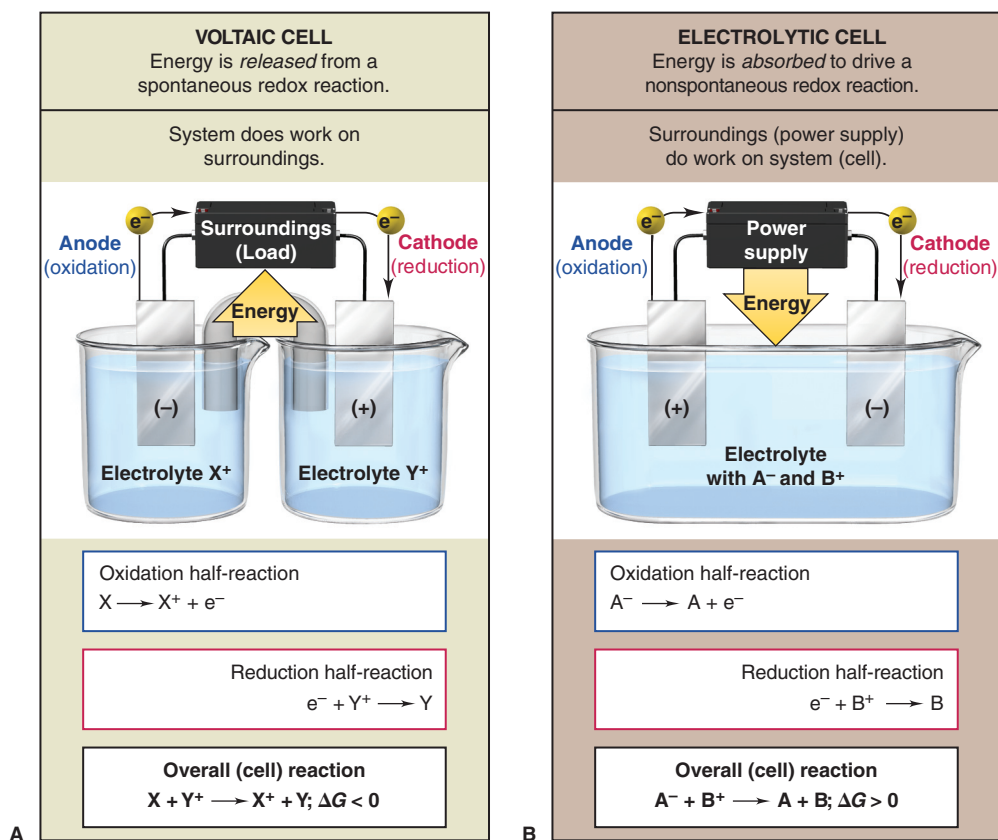 VOLTAIC CELL
Energy is released from a
spontaneous redox reaction.
System does work on
surroundings.
e–
Surroundings
(Load)
e–
Anode
(oxidation)
Cathode
(reduction)
Energy
(–)
(+)
Electrolyte X⁺
Electrolyte Y⁺
Oxidation half-reaction
X ⟶ X⁺ + e–
Reduction half-reaction
e– + Y⁺ ⟶ Y
Overall (cell) reaction
X + Y⁺ ⟶ X⁺ + Y; ΔG < 0
A
ELECTROLYTIC CELL
Energy is absorbed to drive a
nonspontaneous redox reaction.
Surroundings (power supply)
do work on system (cell).
e–
Power
supply
e–
Anode
(oxidation)
Cathode
(reduction)
Energy
(+)
(–)
Electrolyte
with A– and B⁺
Oxidation half-reaction
A– ⟶ A + e–
Reduction half-reaction
e– + B⁺ ⟶ B
Overall (cell) reaction
A– + B⁺ ⟶ A + B; ΔG > 0
B